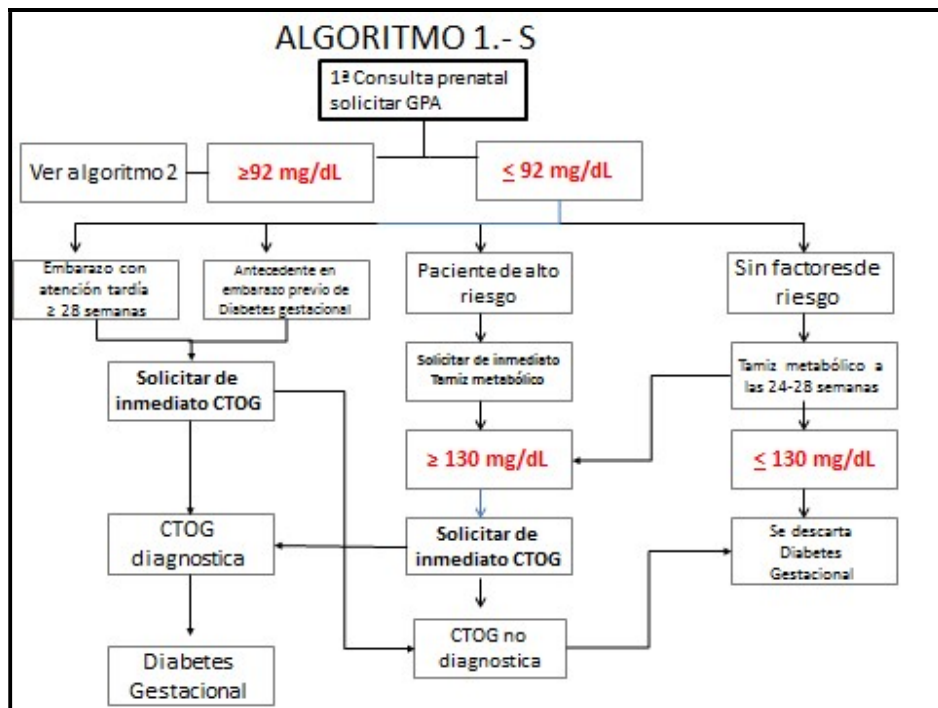 ALGORITMO 1.- S
1ª Consulta prenatal
solicitar GPA
Ver algoritmo 2
≥92 mg/dL
≤ 92 mg/dL
Embarazo con
atención tardía
≥ 28 semanas
Antecedente en
embarazo previo de
Diabetes gestacional
Paciente de alto
riesgo
Sin factores de
riesgo
Solicitar de
inmediato CTOG
Solicitar de inmediato
Tamiz metabólico
Tamiz metabólico a
las 24-28 semanas
≥ 130 mg/dL
≤ 130 mg/dL
CTOG
diagnostica
Solicitar de
inmediato CTOG
Se descarta
Diabetes
Gestacional
CTOG no
diagnostica
Diabetes
Gestacional